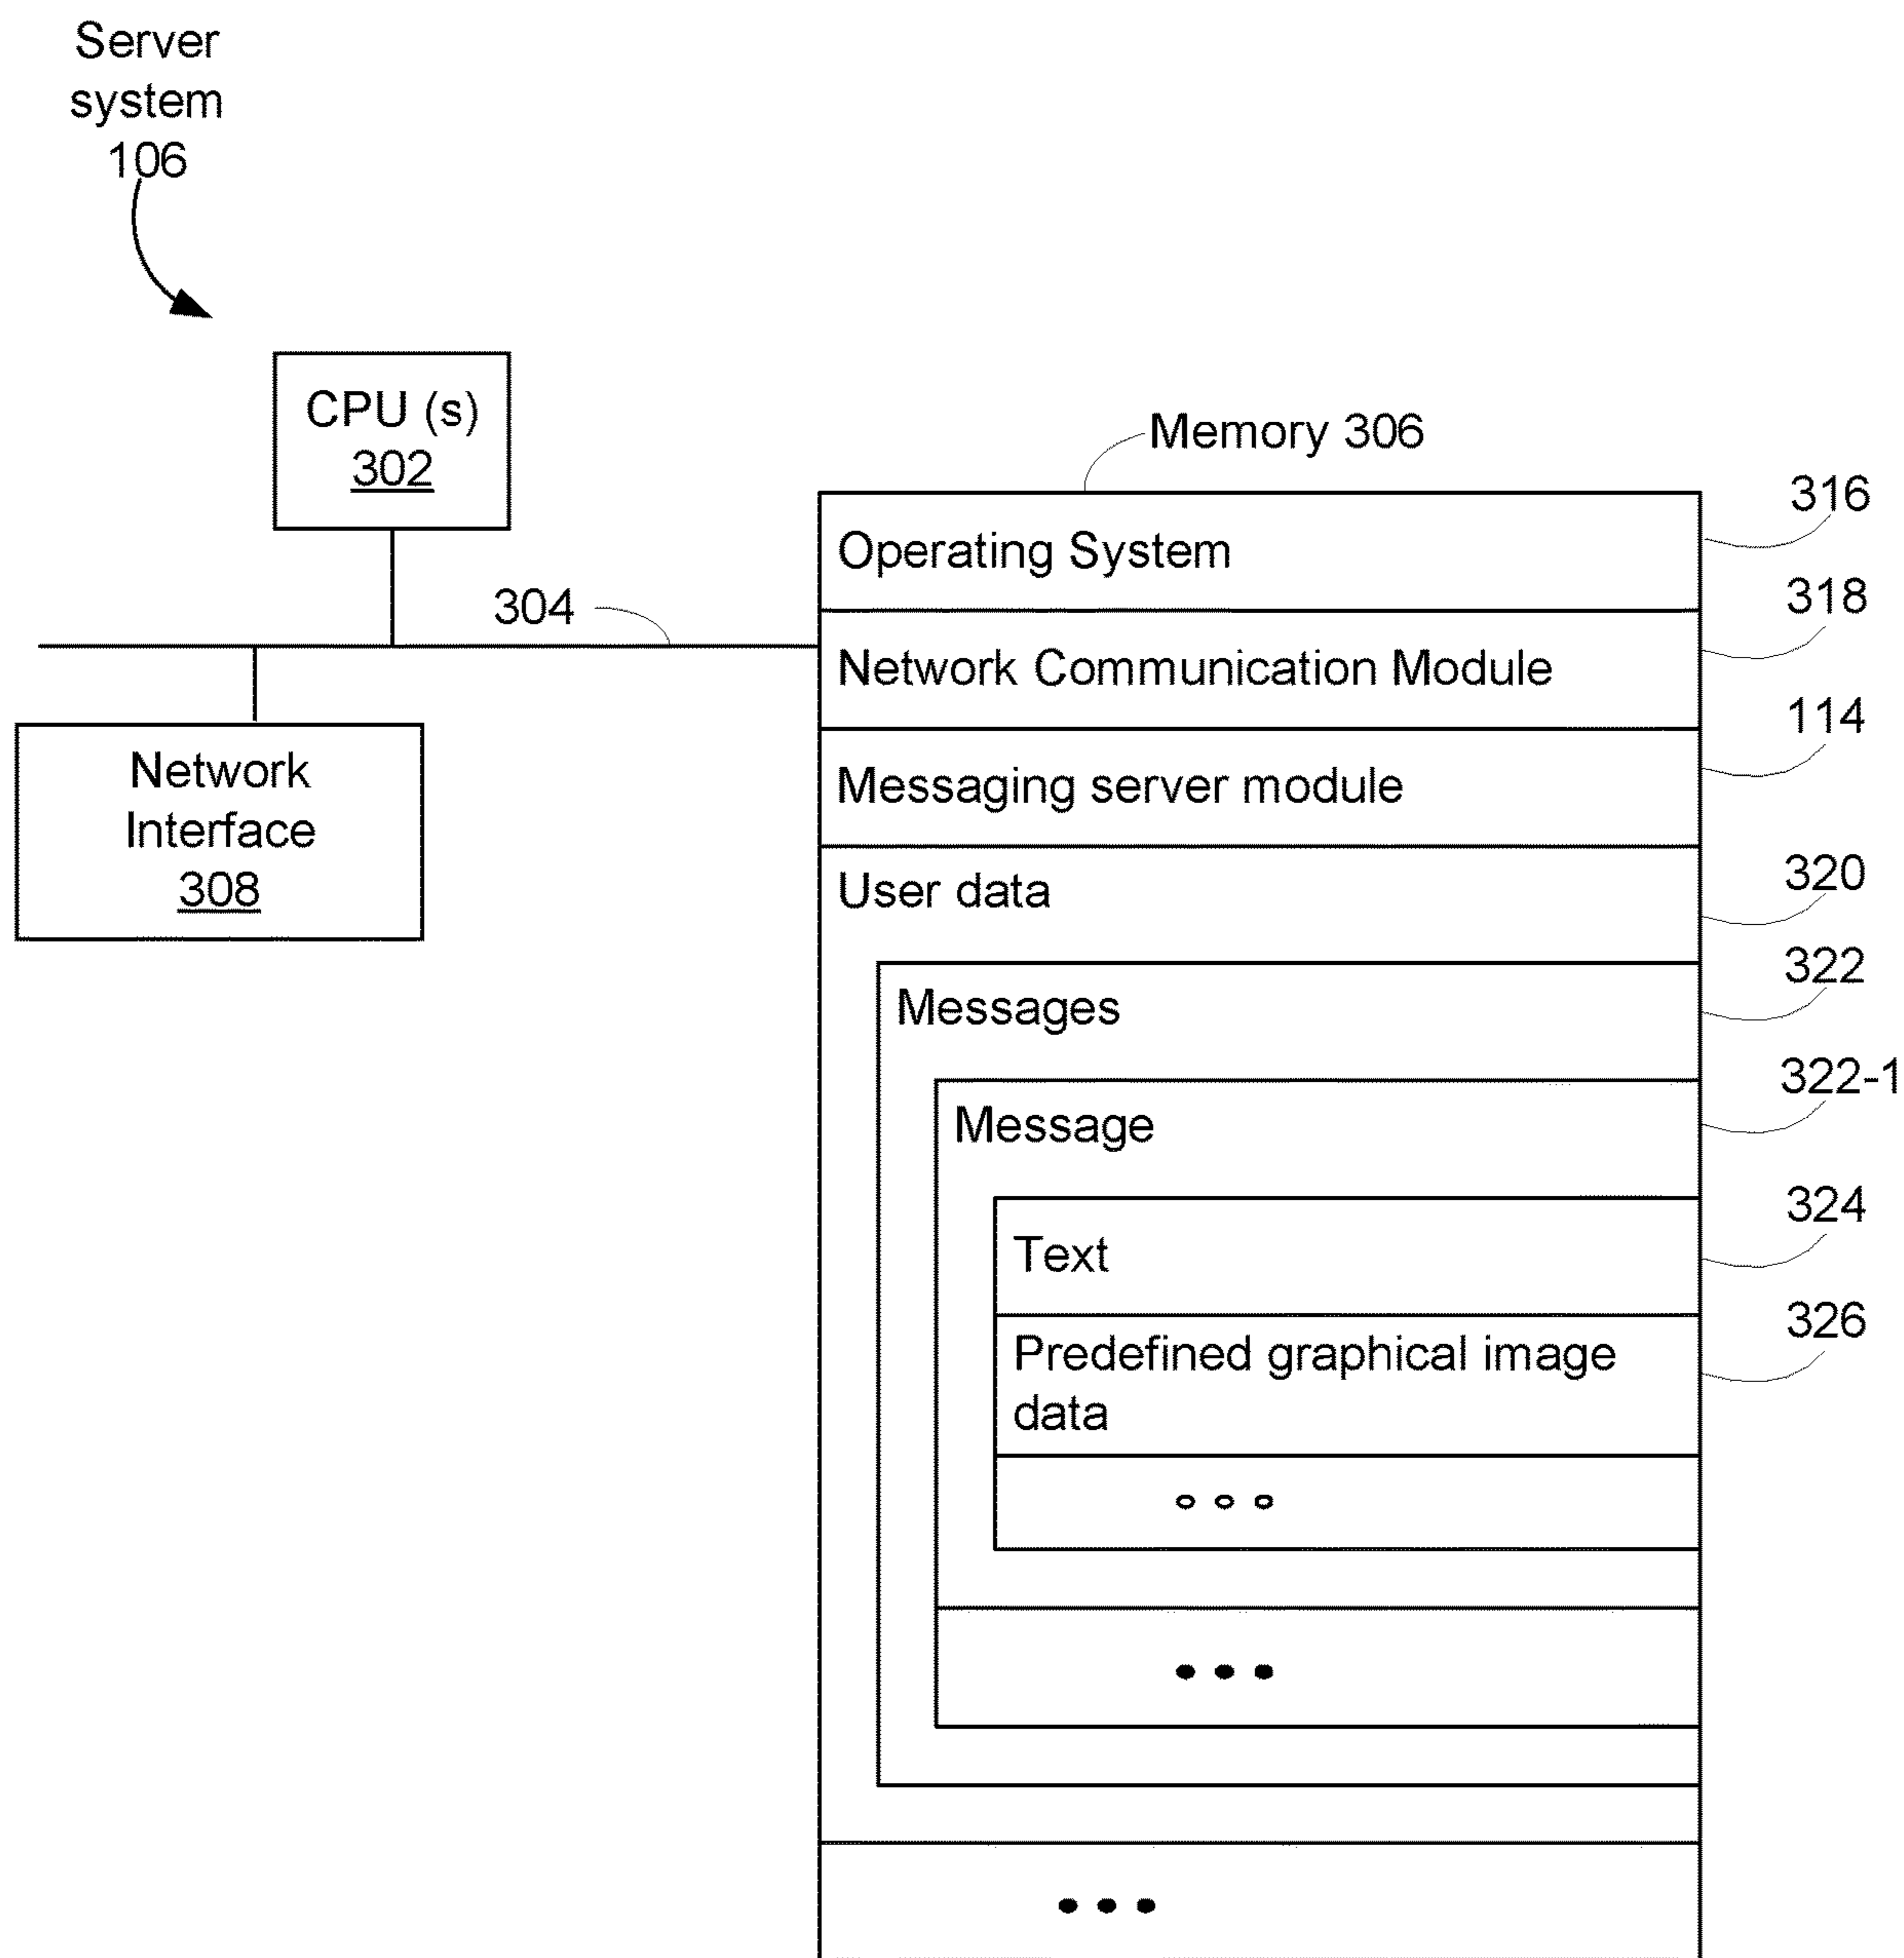 Server
system
106
CPU (s)
302
Memory 306
316
Operating System
304
318
Network Communication Module
114
Messaging server module
Network
Interface
308
320
User data
322
Messages
322-1
Message
324
Text
326
Predefined graphical image
data